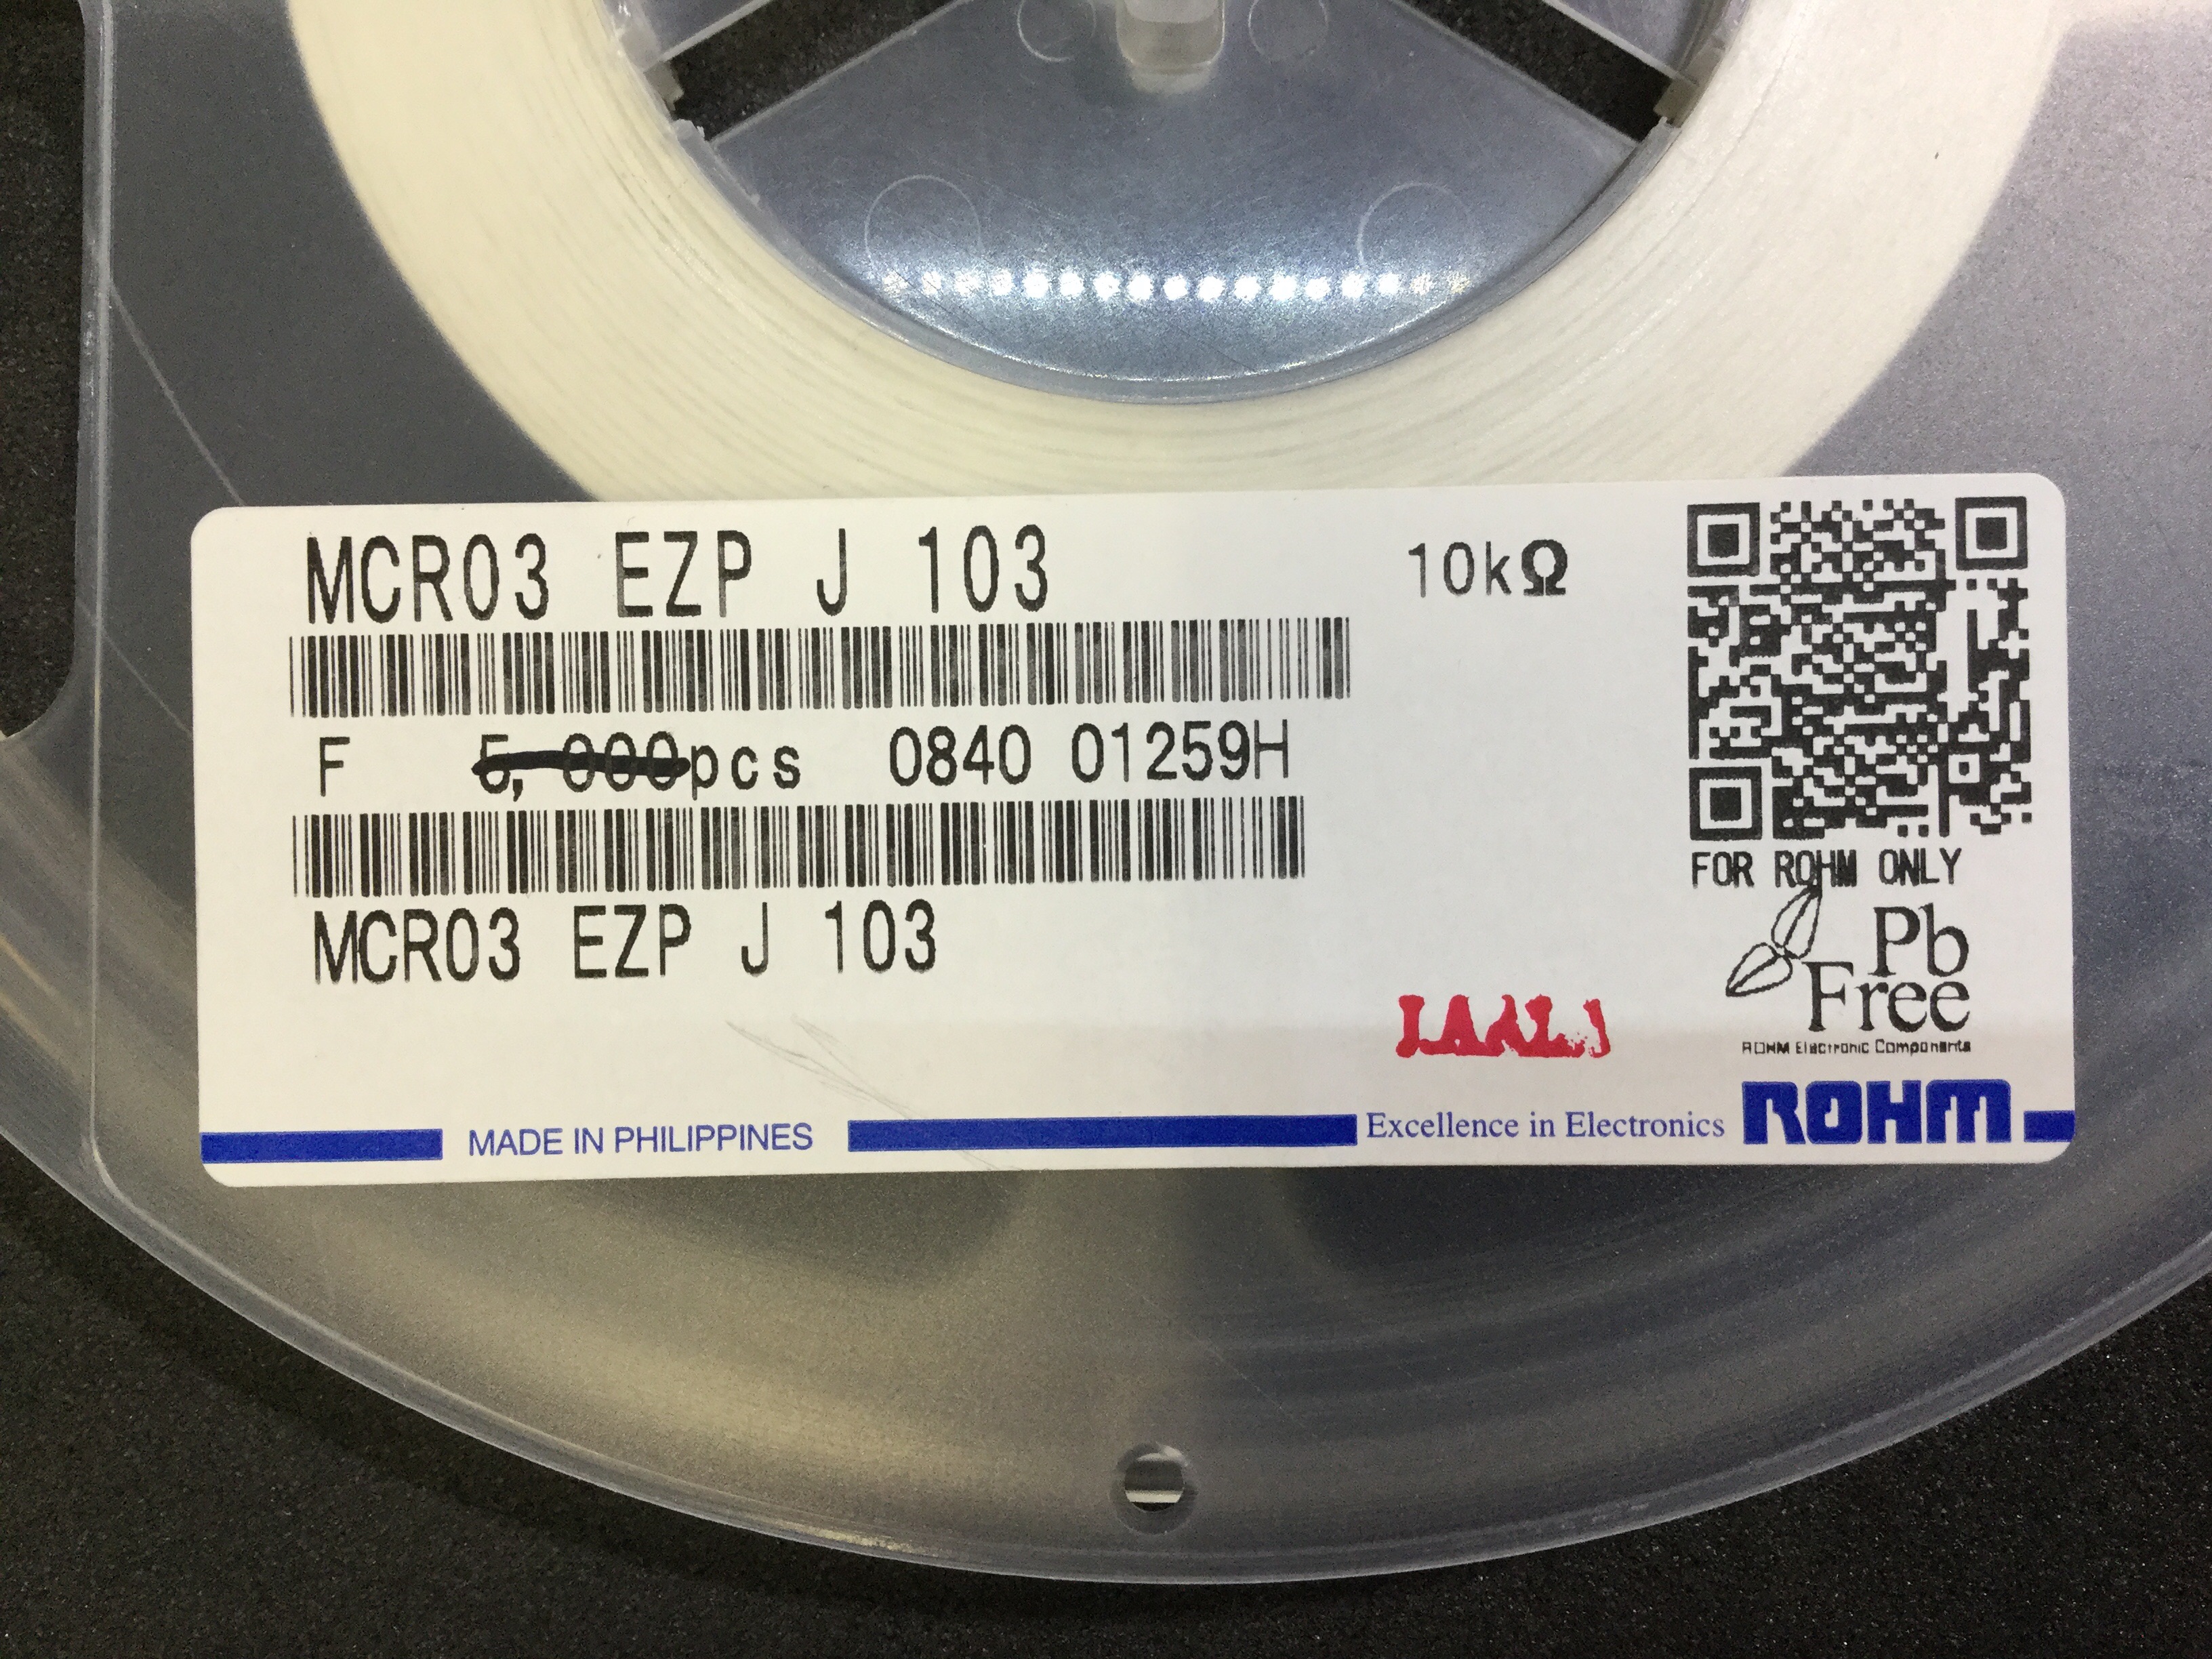 MCR03 EZP J 103 10kΩ
F 5,000pcs 0840 01259H
MCR03 EZP J 103
FOR ROHM ONLY
Pb
Free
ROHM Electronic Components
MADE IN PHILIPPINES Excellence in Electronics ROHM